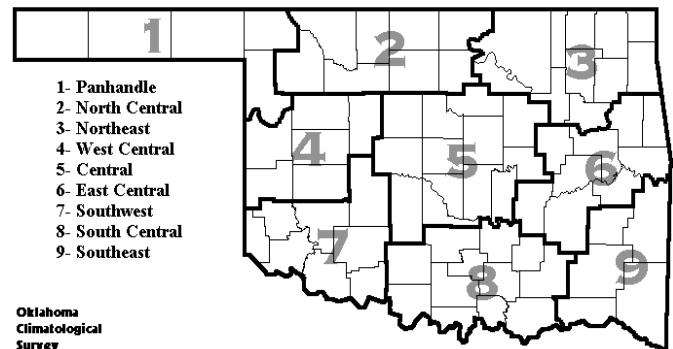 1
2
3
1- Panhandle
2- North Central
3- Northeast
4- West Central
5- Central
6- East Central
7- Southwest
8- South Central
9- Southeast
4
5
6
7
8
9
Oklahoma
Climatological
Survey